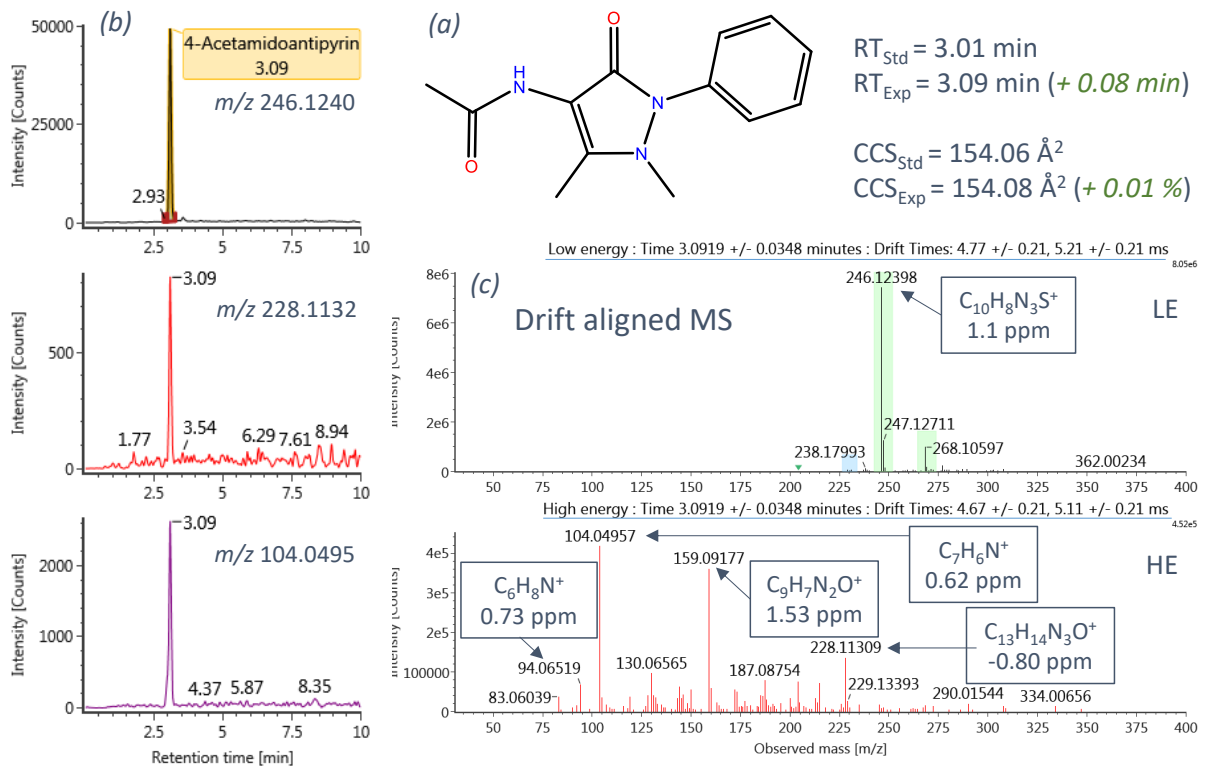 (b)
Intensity [Counts]
50000
25000
0
4-Acetamidoantipyrin
3.09
m/z 246.1240
2.93
2.5 5 7.5 10
Intensity [Counts]
500
0
3.09
m/z 228.1132
1.77 3.54 6.29 7.61 8.94
2.5 5 7.5 10
Intensity [Counts]
2000
1000
0
3.09
m/z 104.0495
4.37 5.87 8.35
2.5 5 7.5 10
Retention time [min]
(a)
O
H
N
O
N
N
RT_Std = 3.01 min
RT_Exp = 3.09 min (+ 0.08 min)
CCS_Std = 154.06 Å²
CCS_Exp = 154.08 Å² (+ 0.01 %)
Low energy : Time 3.0919 +/- 0.0348 minutes : Drift Times: 4.77 +/- 0.21, 5.21 +/- 0.21 ms
8.05e6
(c)
Drift aligned MS
LE
Intensity [Counts]
8e6
6e6
4e6
2e6
0
246.12398
C₁₀H₈N₃S⁺
1.1 ppm
247.12711
238.17993
268.10597
362.00234
50 75 100 125 150 175 200 225 250 275 300 325 350 375 400
High energy : Time 3.0919 +/- 0.0348 minutes : Drift Times: 4.67 +/- 0.21, 5.11 +/- 0.21 ms
4.52e5
HE
Intensity [Counts]
4e5
3e5
2e5
100000
0
104.04957
C₇H₆N⁺
0.62 ppm
159.09177
C₆H₈N⁺
0.73 ppm
C₉H₇N₂O⁺
1.53 ppm
C₁₃H₁₄N₃O⁺
-0.80 ppm
228.11309
94.06519
130.06565
187.08754
83.06039
229.13393
290.01544
334.00656
50 75 100 125 150 175 200 225 250 275 300 325 350 375 400
Observed mass [m/z]